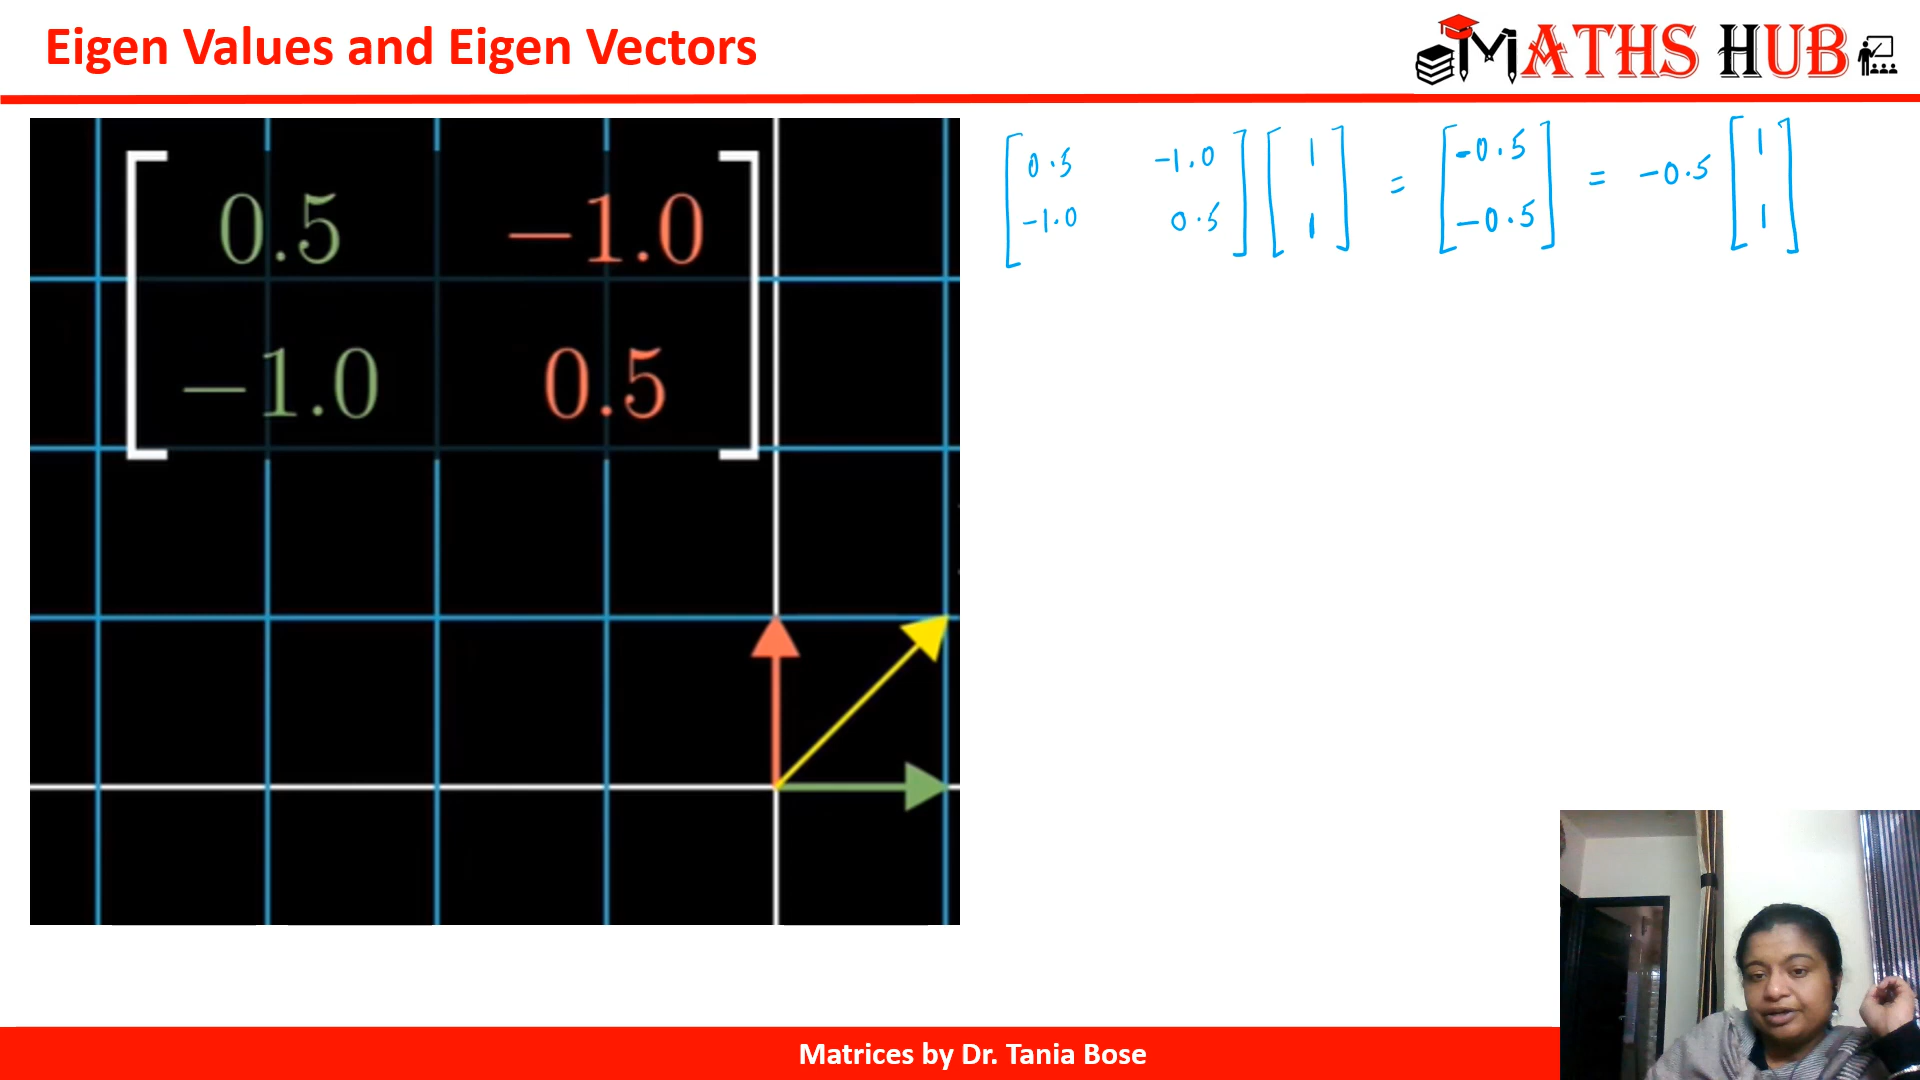 Eigen Values and Eigen Vectors
MATHS HUB
0.5 −1.0
−1.0 0.5
[0.5 -1.0 -1.0 0.5] [1 1] = [-0.5 -0.5] = -0.5 [1 1]
Matrices by Dr. Tania Bose